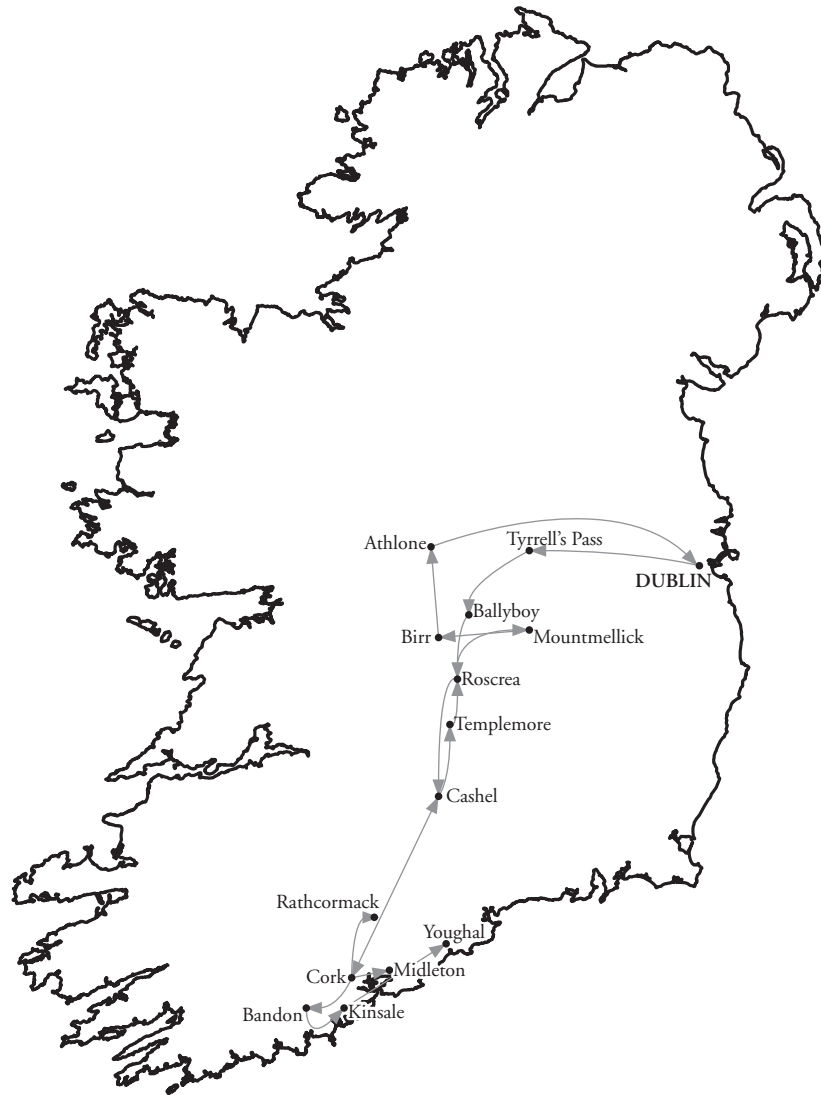 Athlone
Tyrrell's Pass
DUBLIN
Ballyboy
Birr
Mountmellick
Roscrea
Templemore
Cashel
Rathcormack
Youghal
Cork
Midleton
Bandon
Kinsale